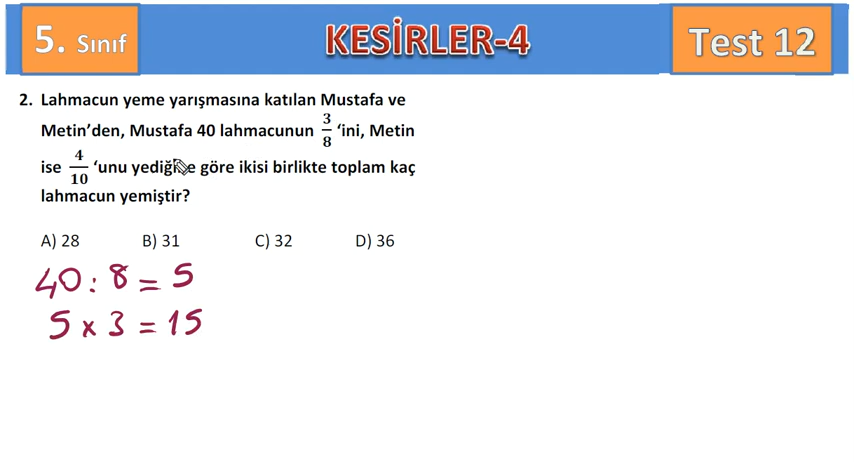 5. Sınıf
KESİRLER-4
Test 12
2. Lahmacun yeme yarışmasına katılan Mustafa ve
Metin’den, Mustafa 40 lahmacunun 3/8 ‘ini, Metin
ise 4/10 ‘unu yediğine göre ikisi birlikte toplam kaç
lahmacun yemiştir?
A) 28 B) 31 C) 32 D) 36
40 : 8 = 5
5 x 3 = 15